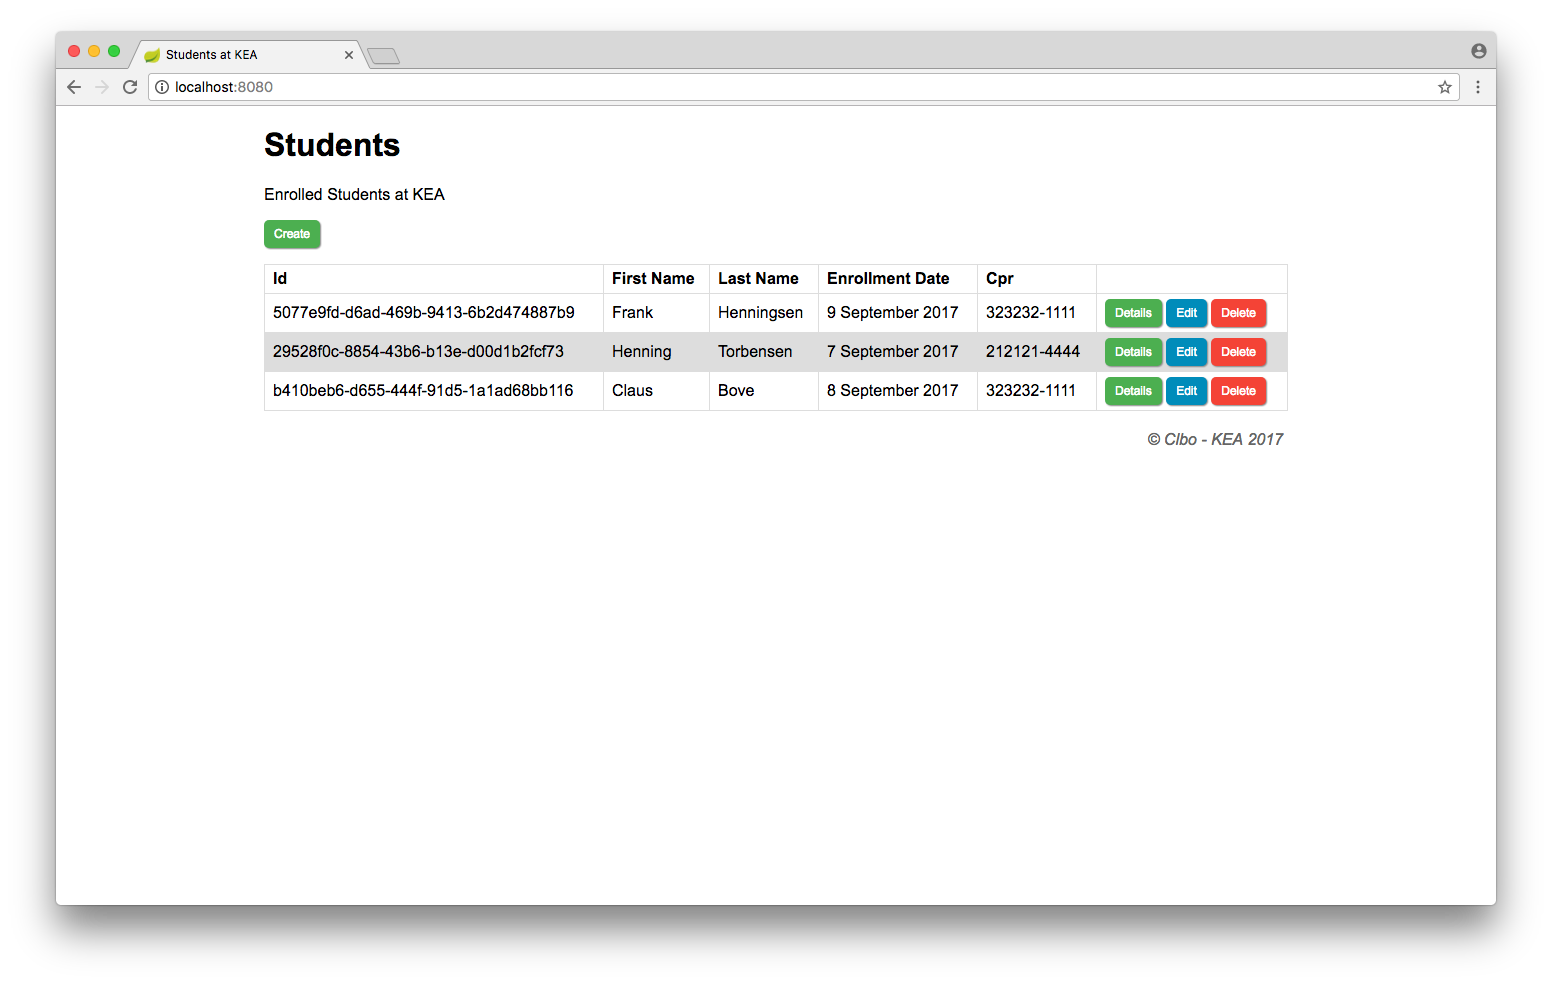 Students at KEA
localhost:8080
Students
Enrolled Students at KEA
Create
Id First Name Last Name Enrollment Date Cpr
5077e9fd-d6ad-469b-9413-6b2d474887b9 Frank Henningsen 9 September 2017 323232-1111 Details Edit Delete
29528f0c-8854-43b6-b13e-d00d1b2fcf73 Henning Torbensen 7 September 2017 212121-4444 Details Edit Delete
b410beb6-d655-444f-91d5-1a1ad68bb116 Claus Bove 8 September 2017 323232-1111 Details Edit Delete
© Clbo - KEA 2017